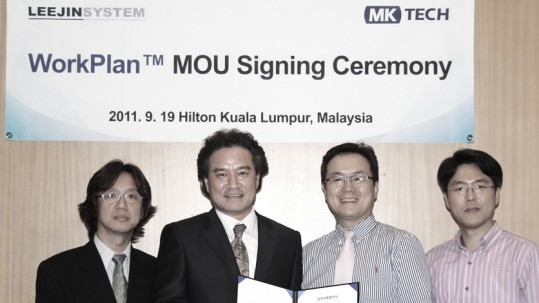 LEEJINSYSTEM
MK TECH
WorkPlan™ MOU Signing Ceremony
2011. 9. 19 Hilton Kuala Lumpur, Malaysia